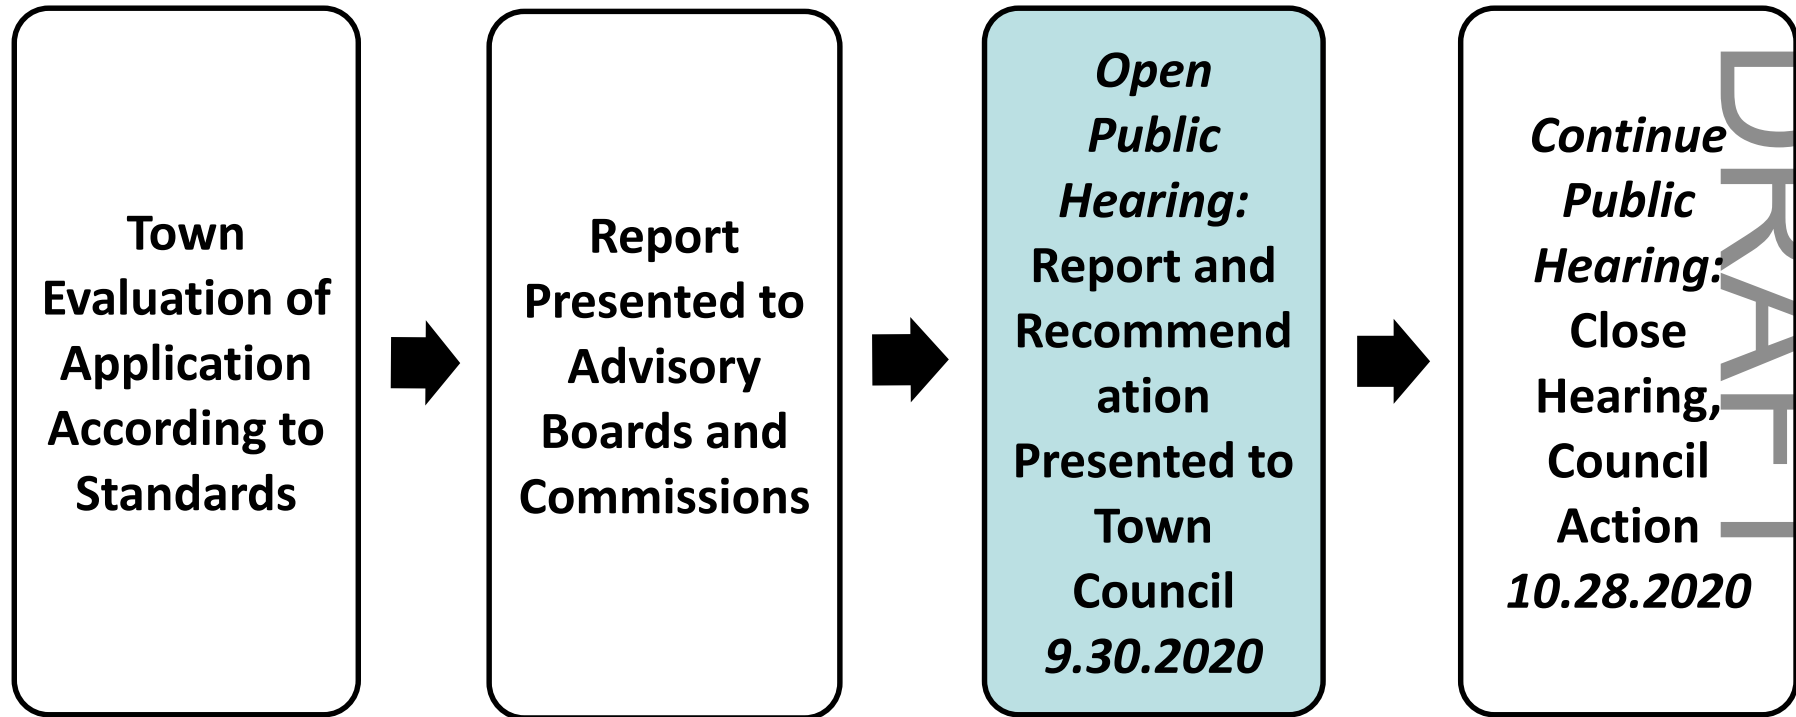 Town
Evaluation of
Application
According to
Standards
Report
Presented to
Advisory
Boards and
Commissions
Open
Public
Hearing:
Report and
Recommend
ation
Presented to
Town
Council
9.30.2020
Continue
Public
Hearing:
Close
Hearing,
Council
Action
10.28.2020
DRAFT